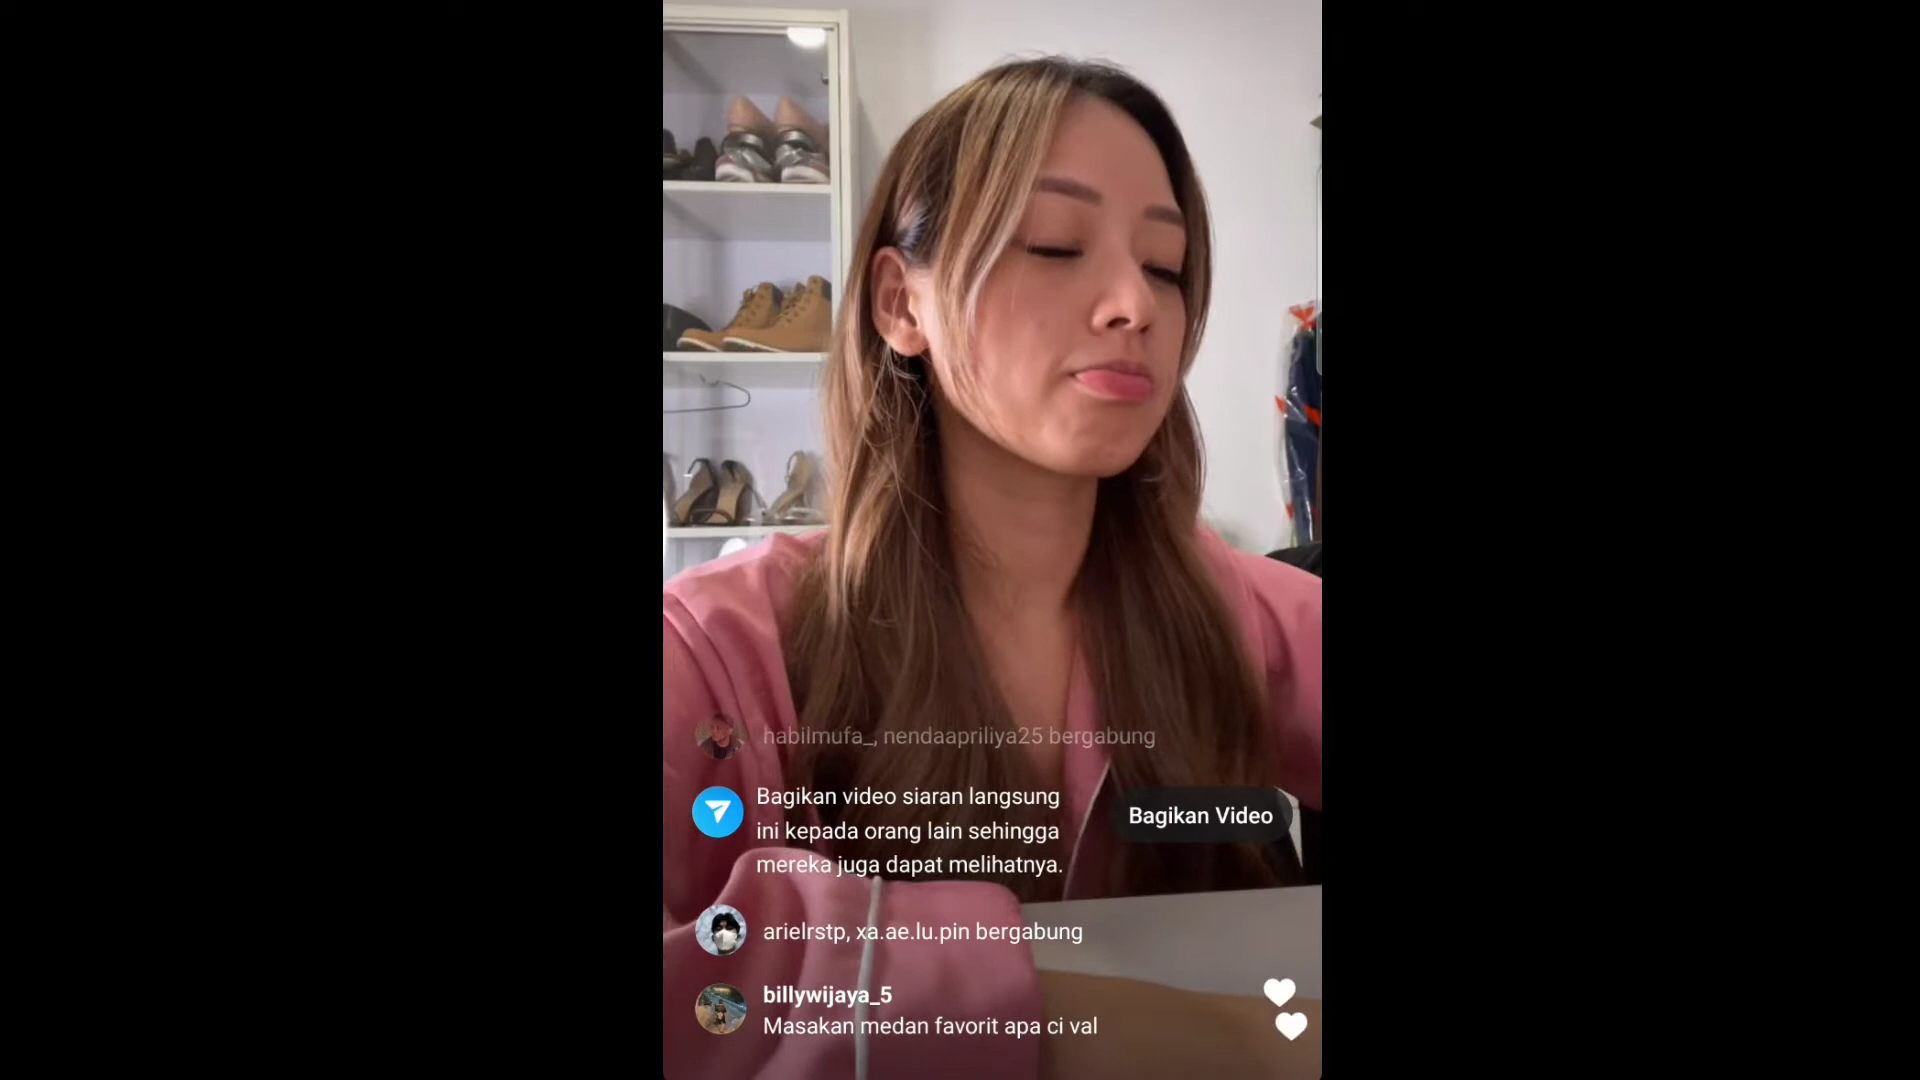 habilmufa_, nendaapriliya25 bergabung
Bagikan video siaran langsung
ini kepada orang lain sehingga
mereka juga dapat melihatnya.
Bagikan Video
arielrstp, xa.ae.lu.pin bergabung
billywijaya_5
Masakan medan favorit apa ci val